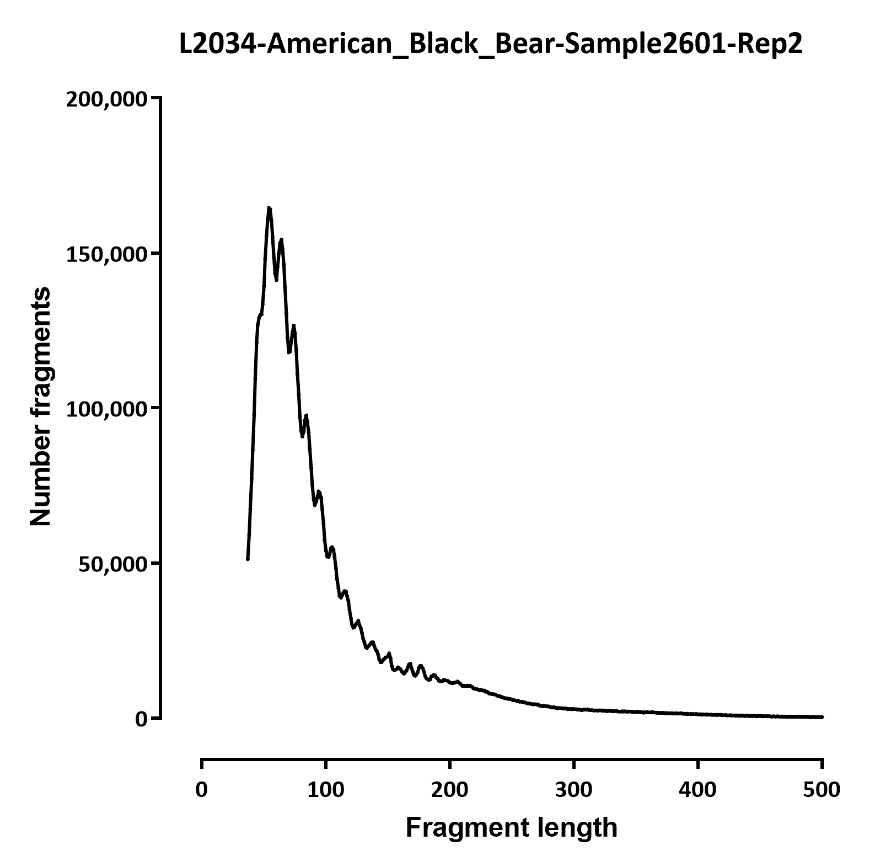 L2034-American_Black_Bear-Sample2601-Rep2
200,000
150,000
100,000
50,000
0
Number fragments
0 100 200 300 400 500
Fragment length